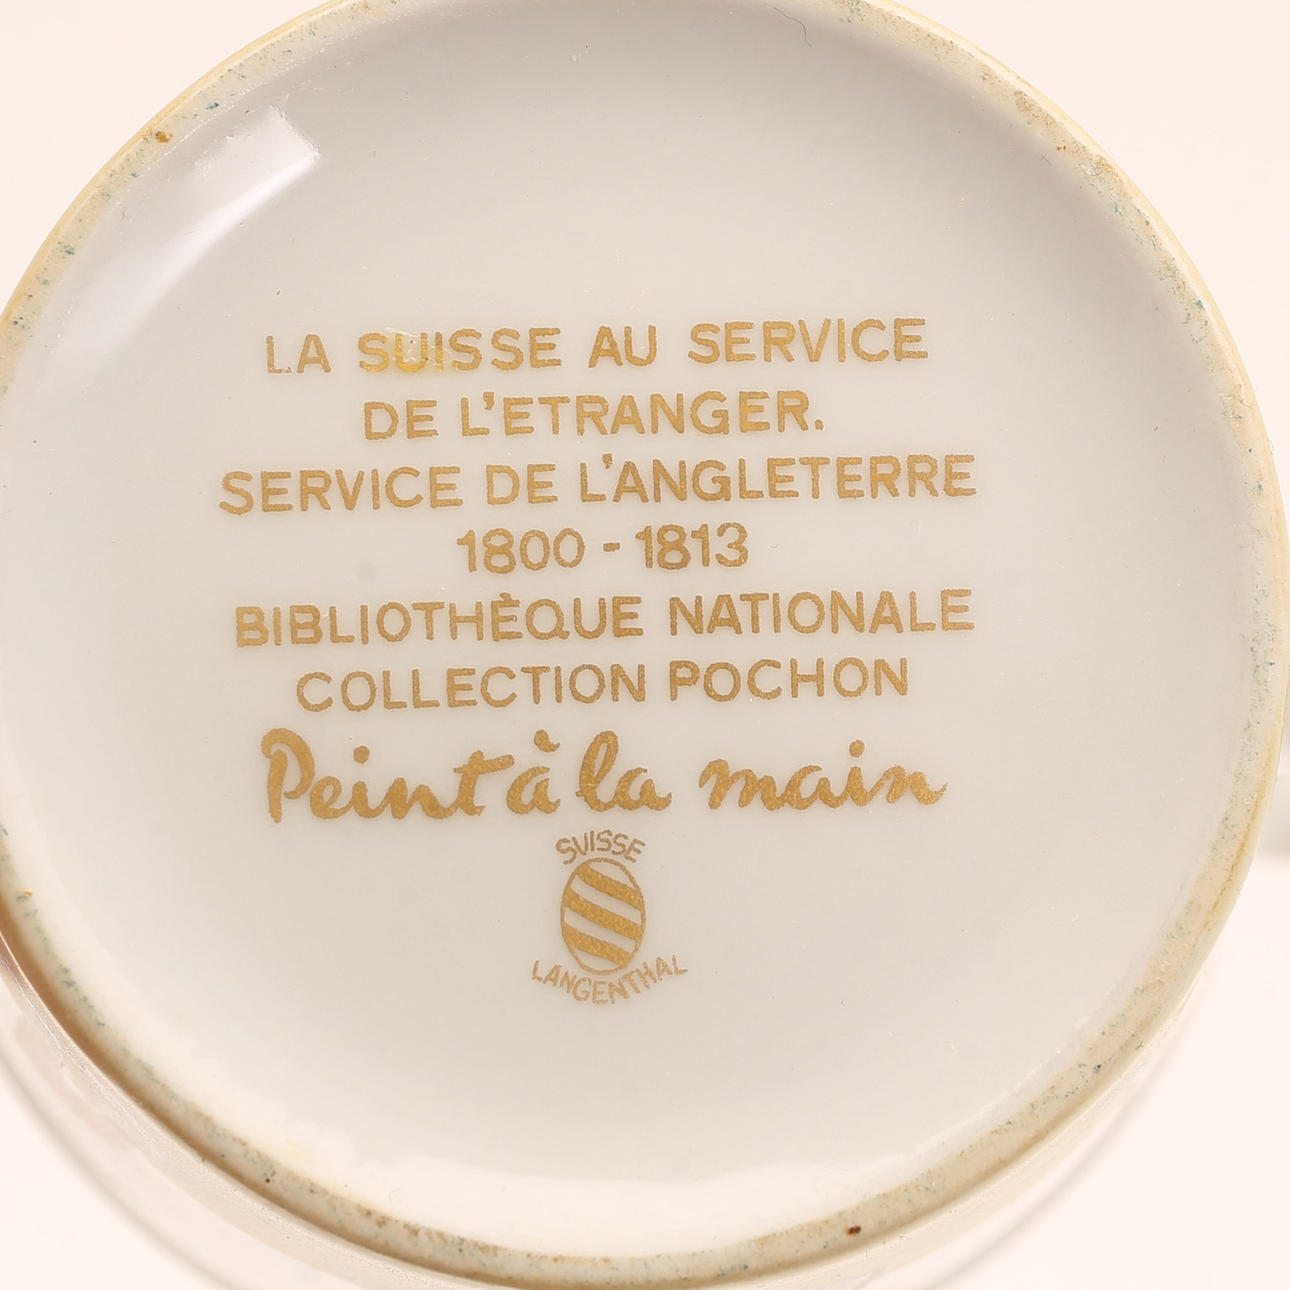 LA SUISSE AU SERVICE
DE L'ETRANGER.
SERVICE DE L'ANGLETERRE
1800 - 1813
BIBLIOTHÈQUE NATIONALE
COLLECTION POCHON
Peint à la main
SUISSE
LANGENTHAL